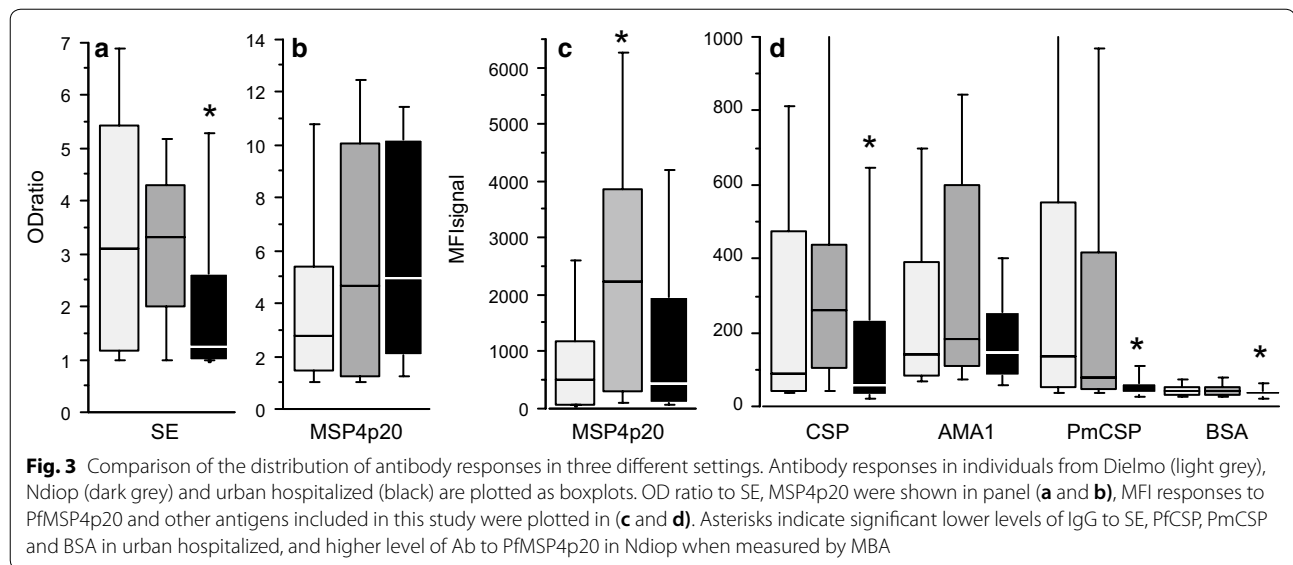 a
b
c
d
7
6
5
4
3
2
1
0
ODratio
SE
*
14
12
10
8
6
4
2
0
MSP4p20
6000
5000
4000
3000
2000
1000
0
MFIsignal
*
MSP4p20
1000
800
600
400
200
0
*
*
*
CSP AMA1 PmCSP BSA
Fig. 3 Comparison of the distribution of antibody responses in three different settings. Antibody responses in individuals from Dielmo (light grey),
Ndiop (dark grey) and urban hospitalized (black) are plotted as boxplots. OD ratio to SE, MSP4p20 were shown in panel (a and b), MFI responses to
PfMSP4p20 and other antigens included in this study were plotted in (c and d). Asterisks indicate significant lower levels of IgG to SE, PfCSP, PmCSP
and BSA in urban hospitalized, and higher level of Ab to PfMSP4p20 in Ndiop when measured by MBA